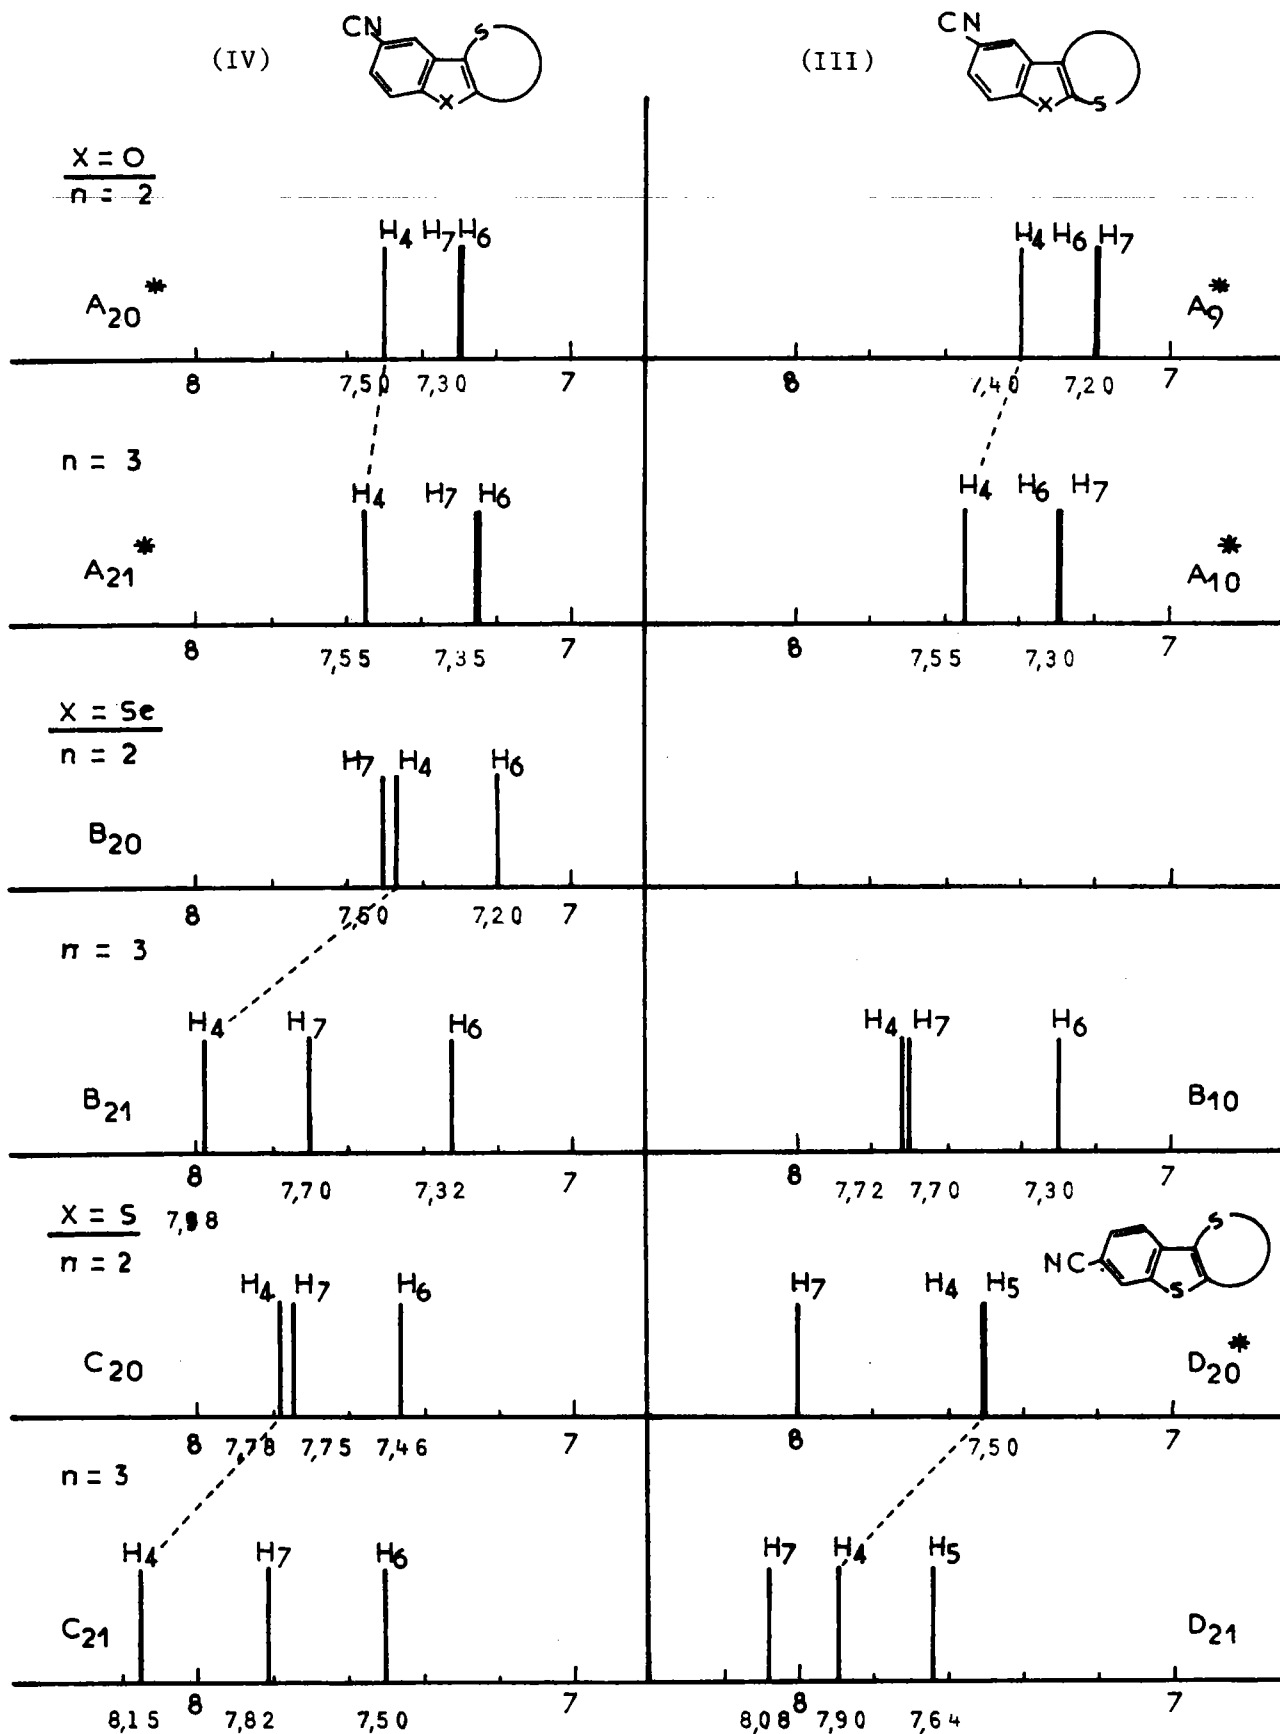 (IV) CN S X
(III) CN X S
X = O
n = 2
H4 H7 H6
H4 H6 H7
A20*
A9*
8 7,50 7,30 7
8 7,40 7,20 7
n = 3
H4 H7 H6
H4 H6 H7
A21*
A10*
8 7,55 7,35 7
8 7,55 7,30 7
X = Se
n = 2
H7 H4 H6
B20
8 7,60 7,20 7
n = 3
H4 H7 H6
H4 H7 H6
B21
B10
8 7,70 7,32 7
8 7,72 7,70 7,30 7
X = S
n = 2
NC S S
H4 H7 H6
H7 H4 H5
C20
D20*
8 7,78 7,75 7,46 7
8 7,50 7
n = 3
H4 H7 H6
H7 H4 H5
C21
D21
8,15 8 7,82 7,50 7
8,08 8 7,90 7,64 7